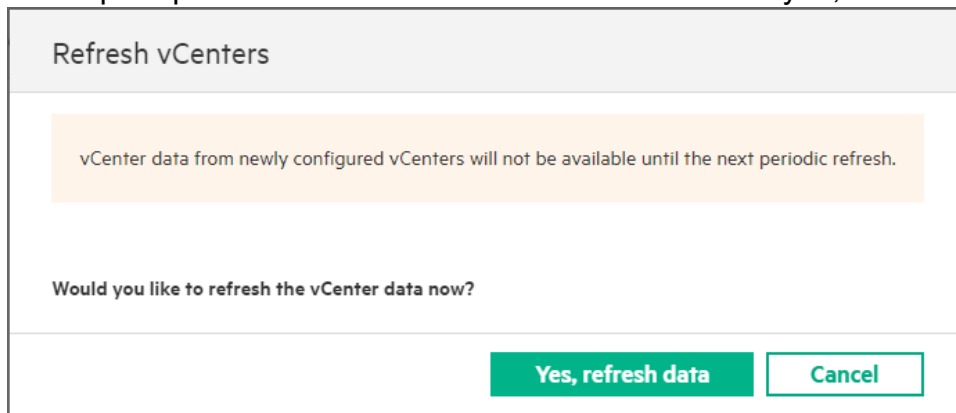 Refresh vCenters
vCenter data from newly configured vCenters will not be available until the next periodic refresh.
Would you like to refresh the vCenter data now?
Yes, refresh data Cancel